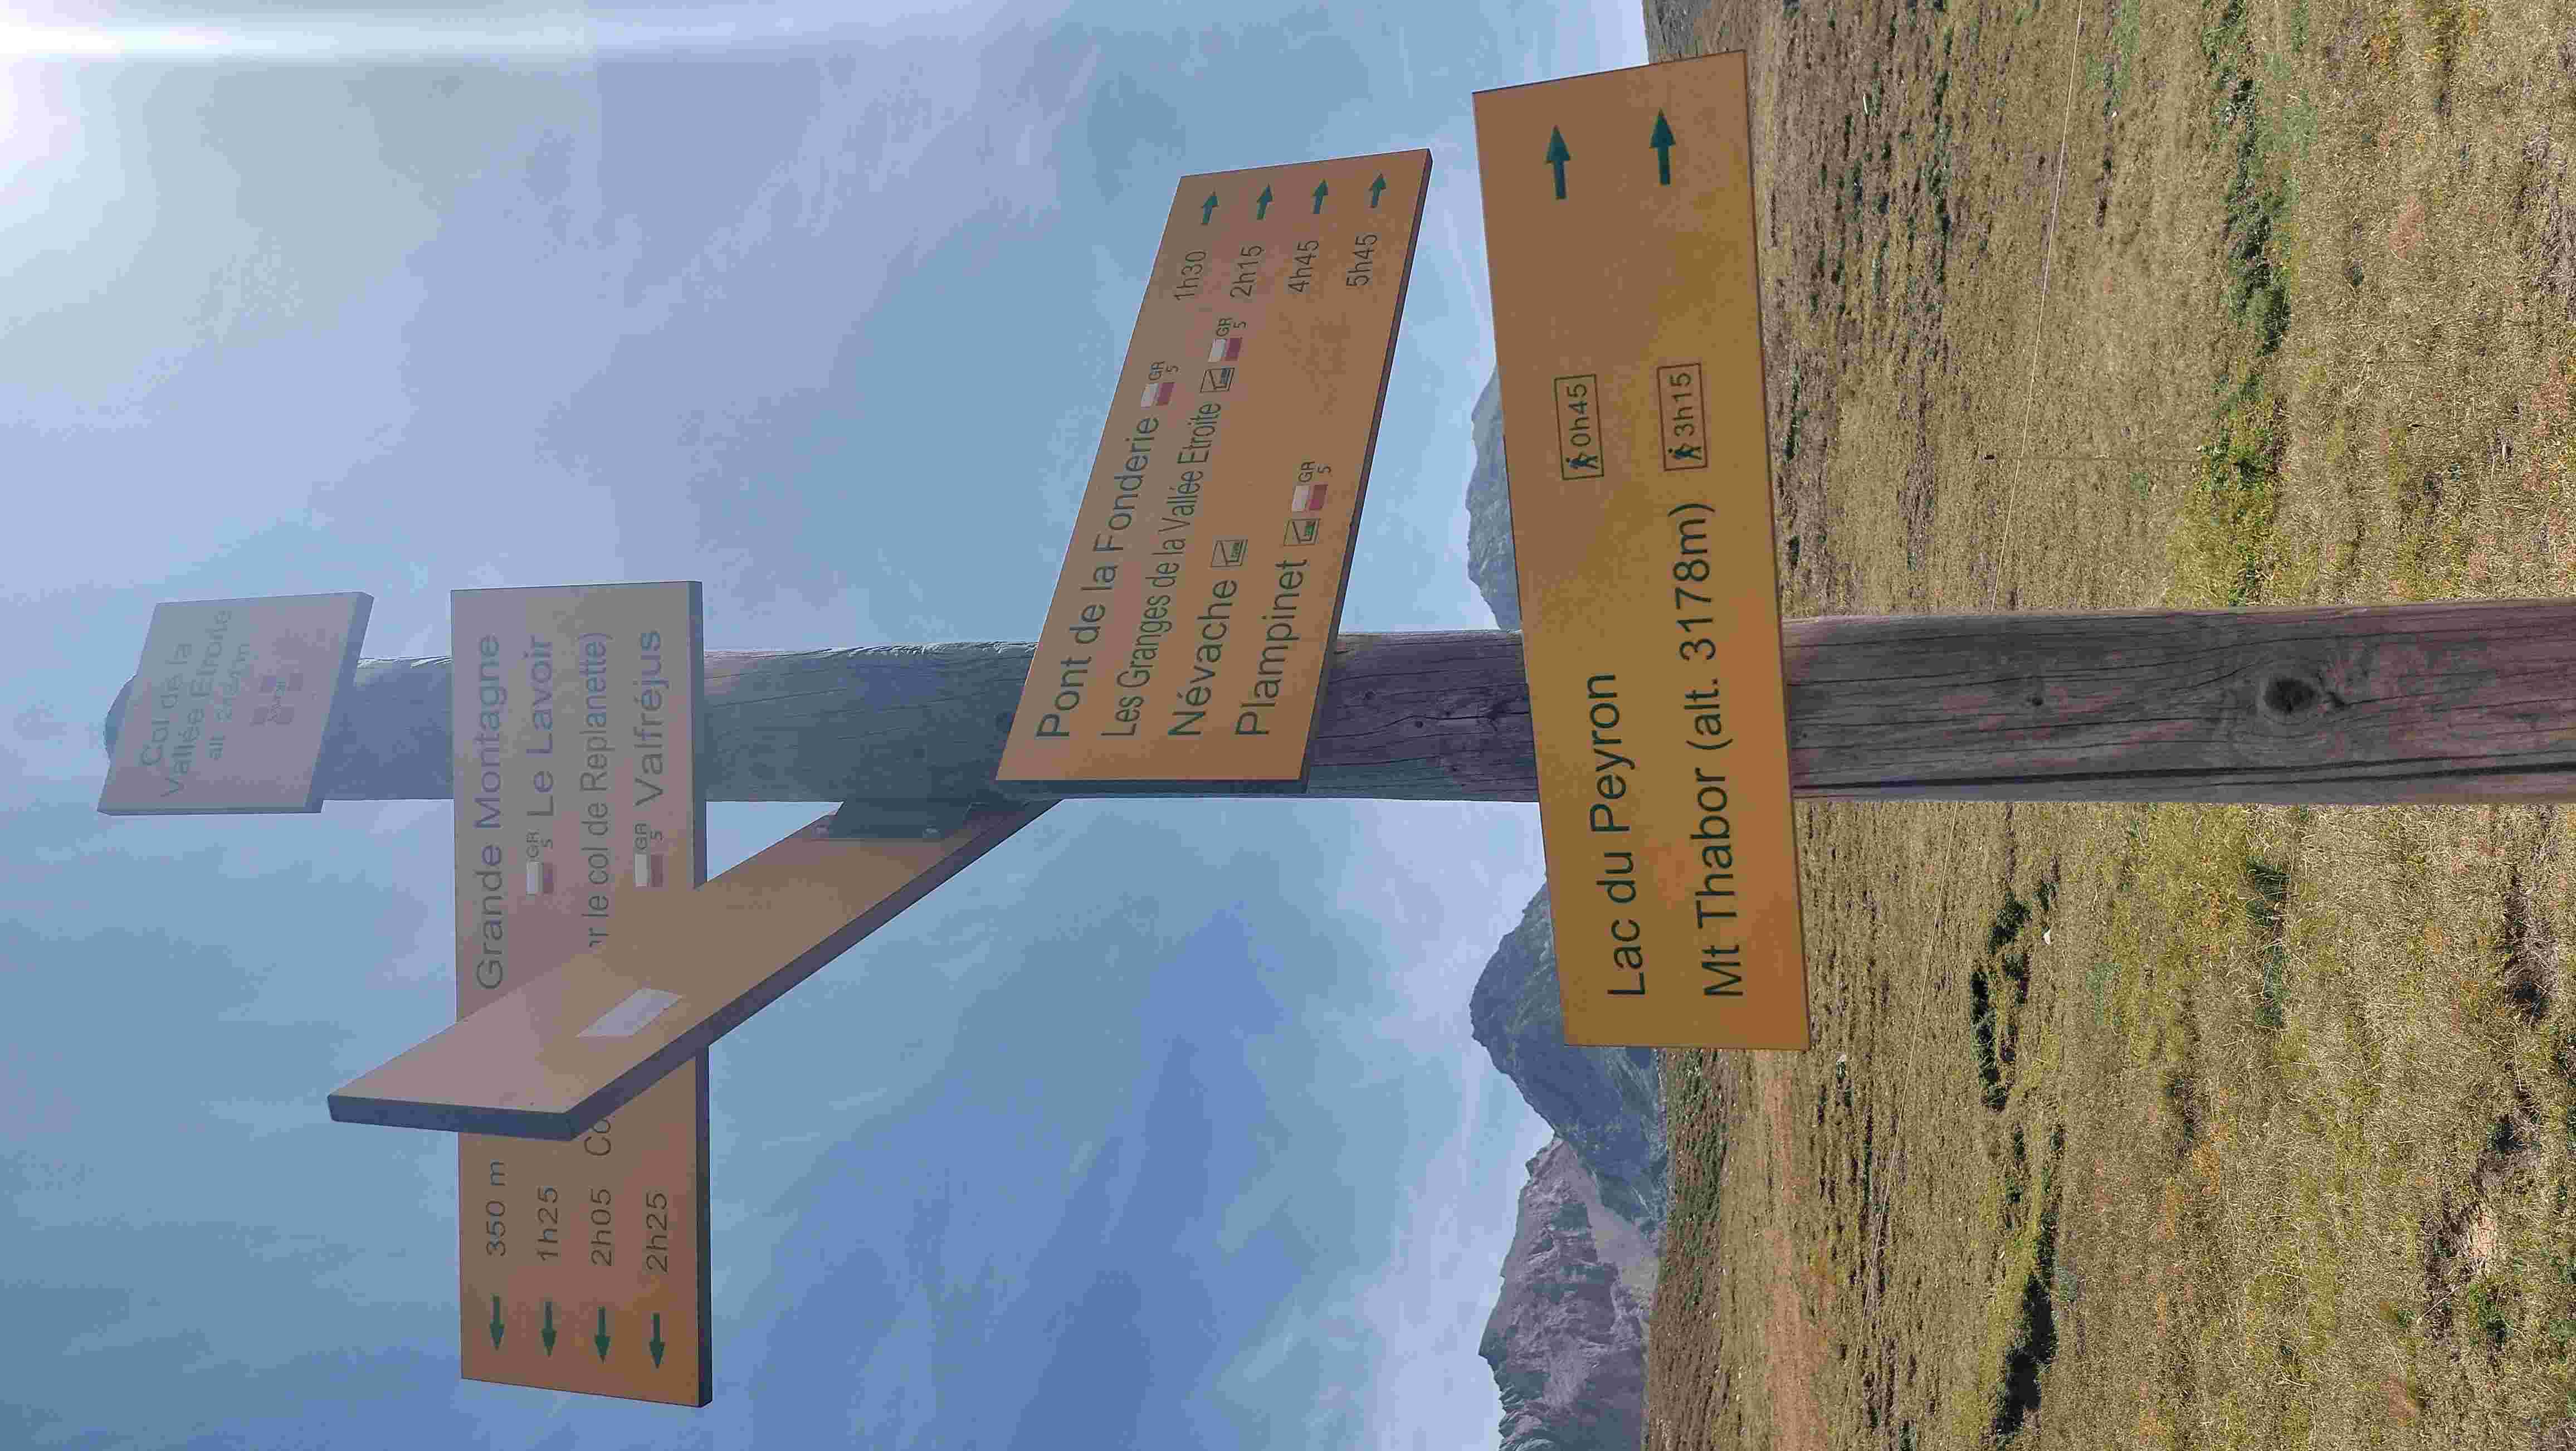 Col de la
Vallée Etroite
alt. 2434m
350 m Grande Montagne
1h25 GR 5 Le Lavoir
2h05 r le col de Replanette)
2h25 GR 5 Valfréjus
Pont de la Fonderie GR 5 1h30
Les Granges de la Vallée Etroite GR 5 2h15
Névache 4h45
Plampinet GR 5 5h45
Lac du Peyron 0h45
Mt Thabor (alt. 3178m) 3h15